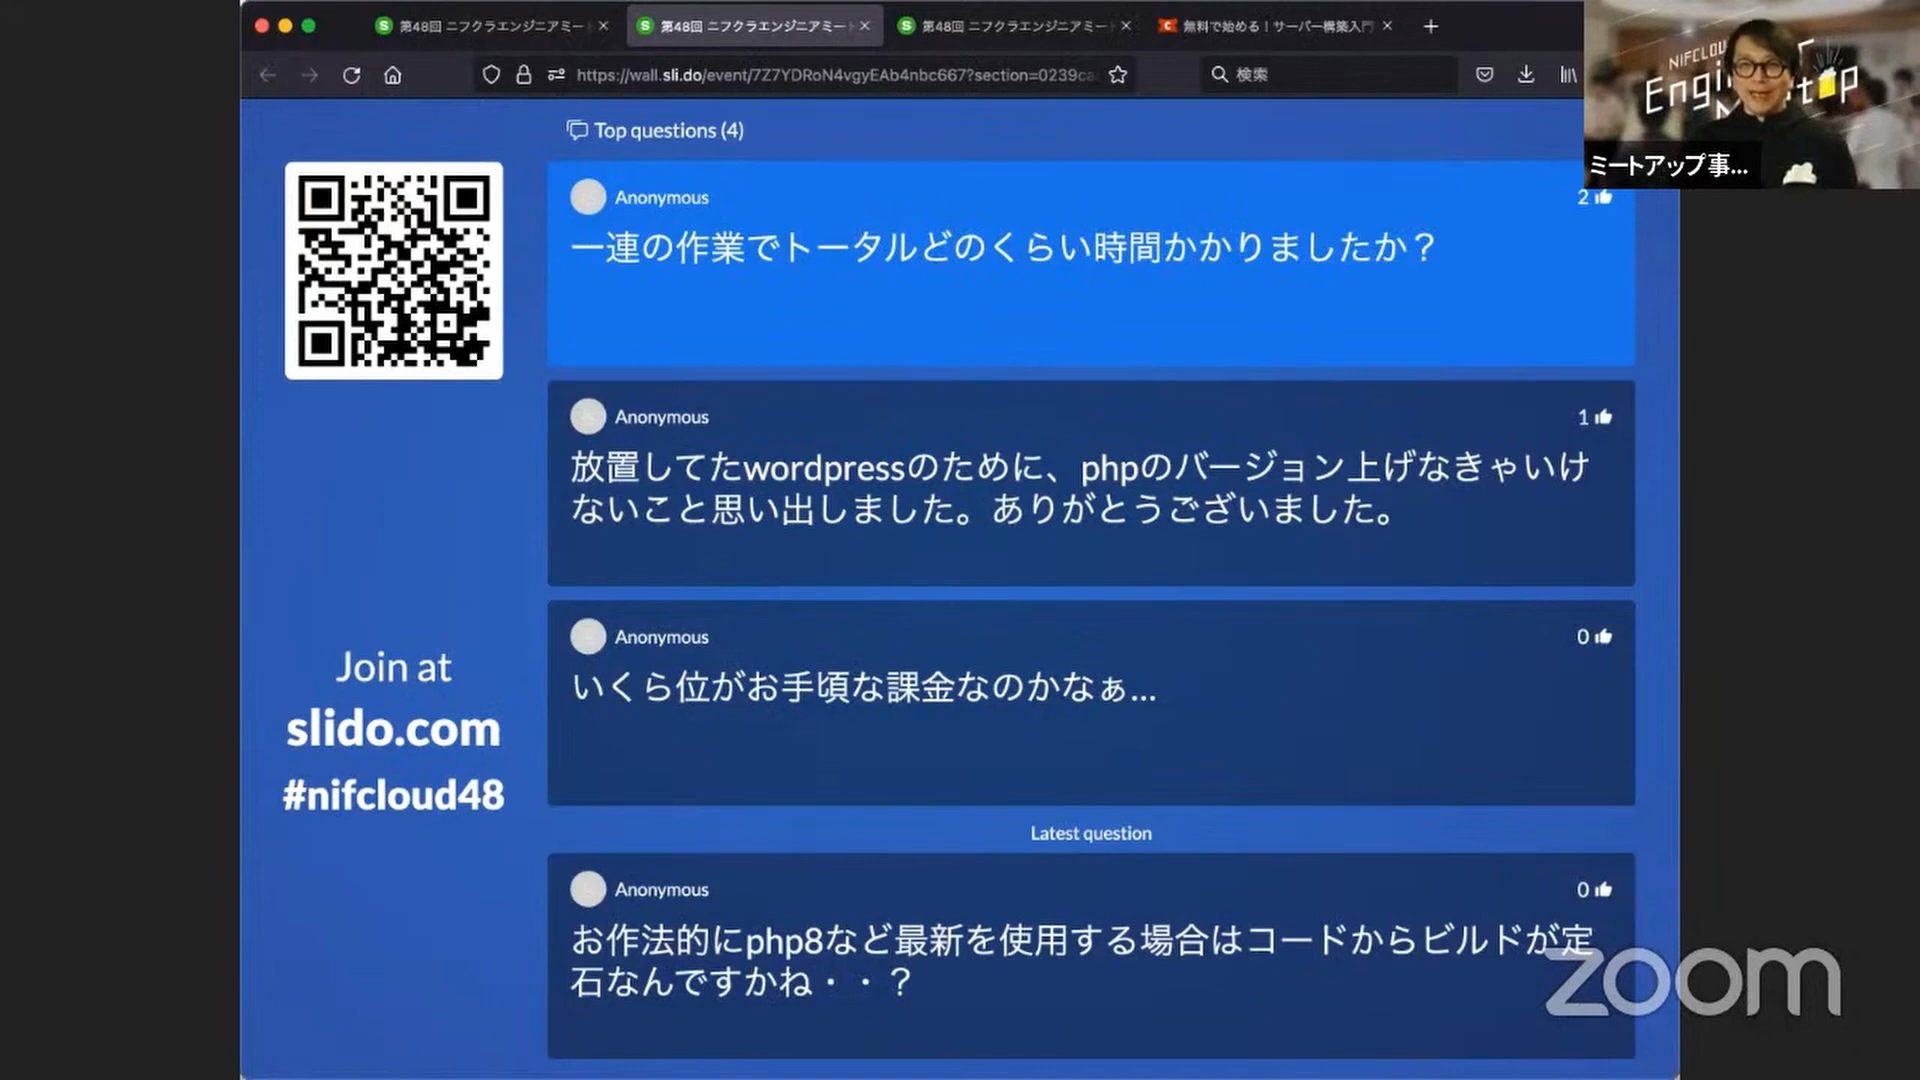 第48回 ニフクラエンジニアミート
第48回 ニフクラエンジニアミート
第48回 ニフクラエンジニアミート
無料で始める！サーバー構築入門
https://wall.sli.do/event/7Z7YDRoN4vgyEAb4nbc667?section=0239ca
検索
NIFCLOU
ミートアップ事...
Top questions (4)
Anonymous
2
一連の作業でトータルどのくらい時間かかりましたか？
Anonymous
1
放置してたwordpressのために、phpのバージョン上げなきゃいけ
ないこと思い出しました。ありがとうございました。
Anonymous
0
いくら位がお手頃な課金なのかなぁ...
Latest question
Anonymous
0
お作法的にphp8など最新を使用する場合はコードからビルドが定
石なんですかね・・？
Join at
slido.com
#nifcloud48
zoom